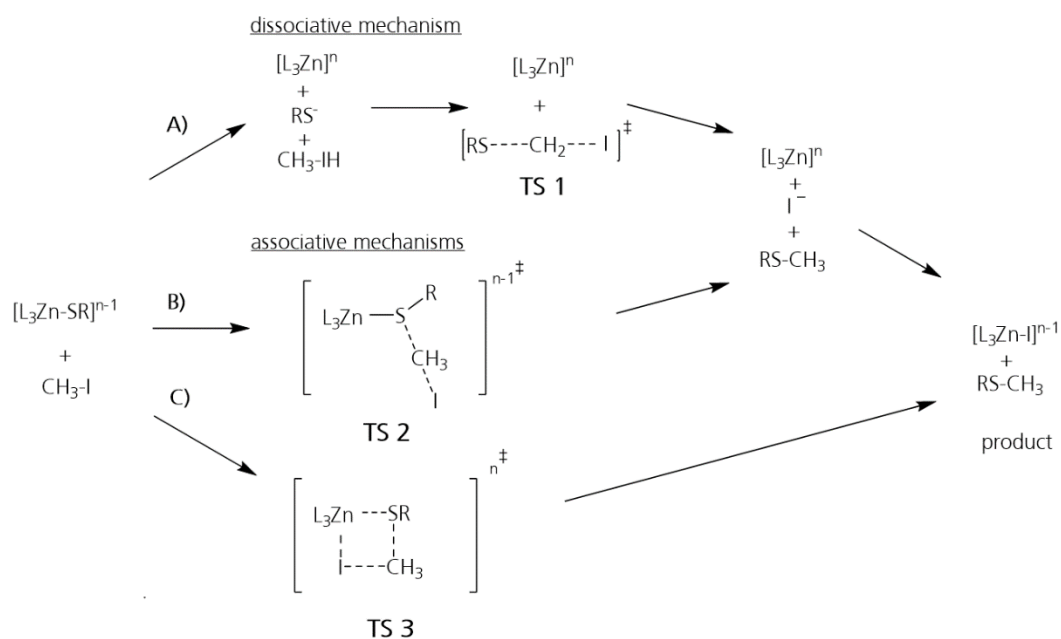 dissociative mechanism
[L₃Zn]ⁿ
+
RS⁻
+
CH₃-IH
A)
[L₃Zn]ⁿ
+
[RS----CH₂---I]‡
TS 1
[L₃Zn]ⁿ
+
I⁻
+
RS-CH₃
associative mechanisms
[L₃Zn-SR]ⁿ⁻¹
+
CH₃-I
B)
n-1‡
R
L₃Zn—S
CH₃
I
TS 2
[L₃Zn-I]ⁿ⁻¹
+
RS-CH₃
product
C)
n‡
L₃Zn---SR
I----CH₃
TS 3